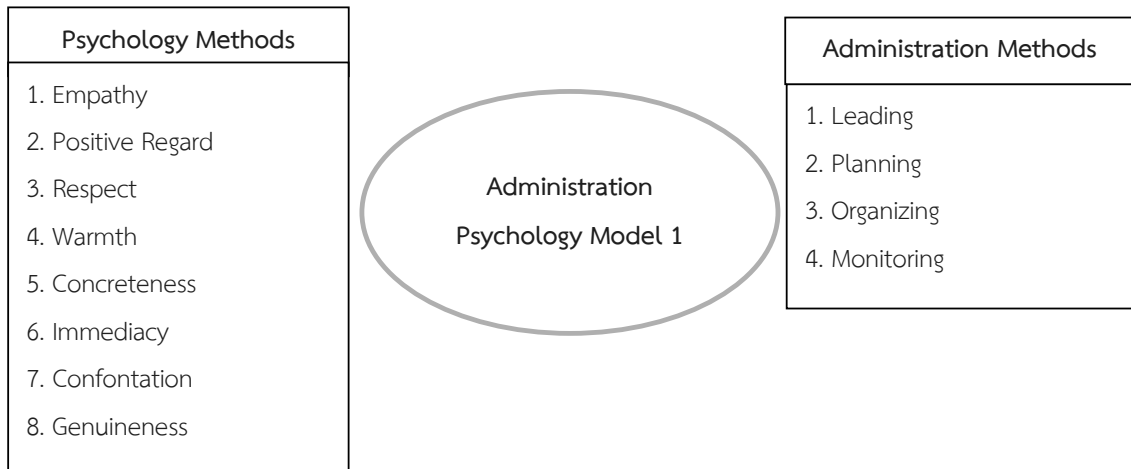 Psychology Methods
1. Empathy
2. Positive Regard
3. Respect
4. Warmth
5. Concreteness
6. Immediacy
7. Confontation
8. Genuineness
Administration
Psychology Model 1
Administration Methods
1. Leading
2. Planning
3. Organizing
4. Monitoring